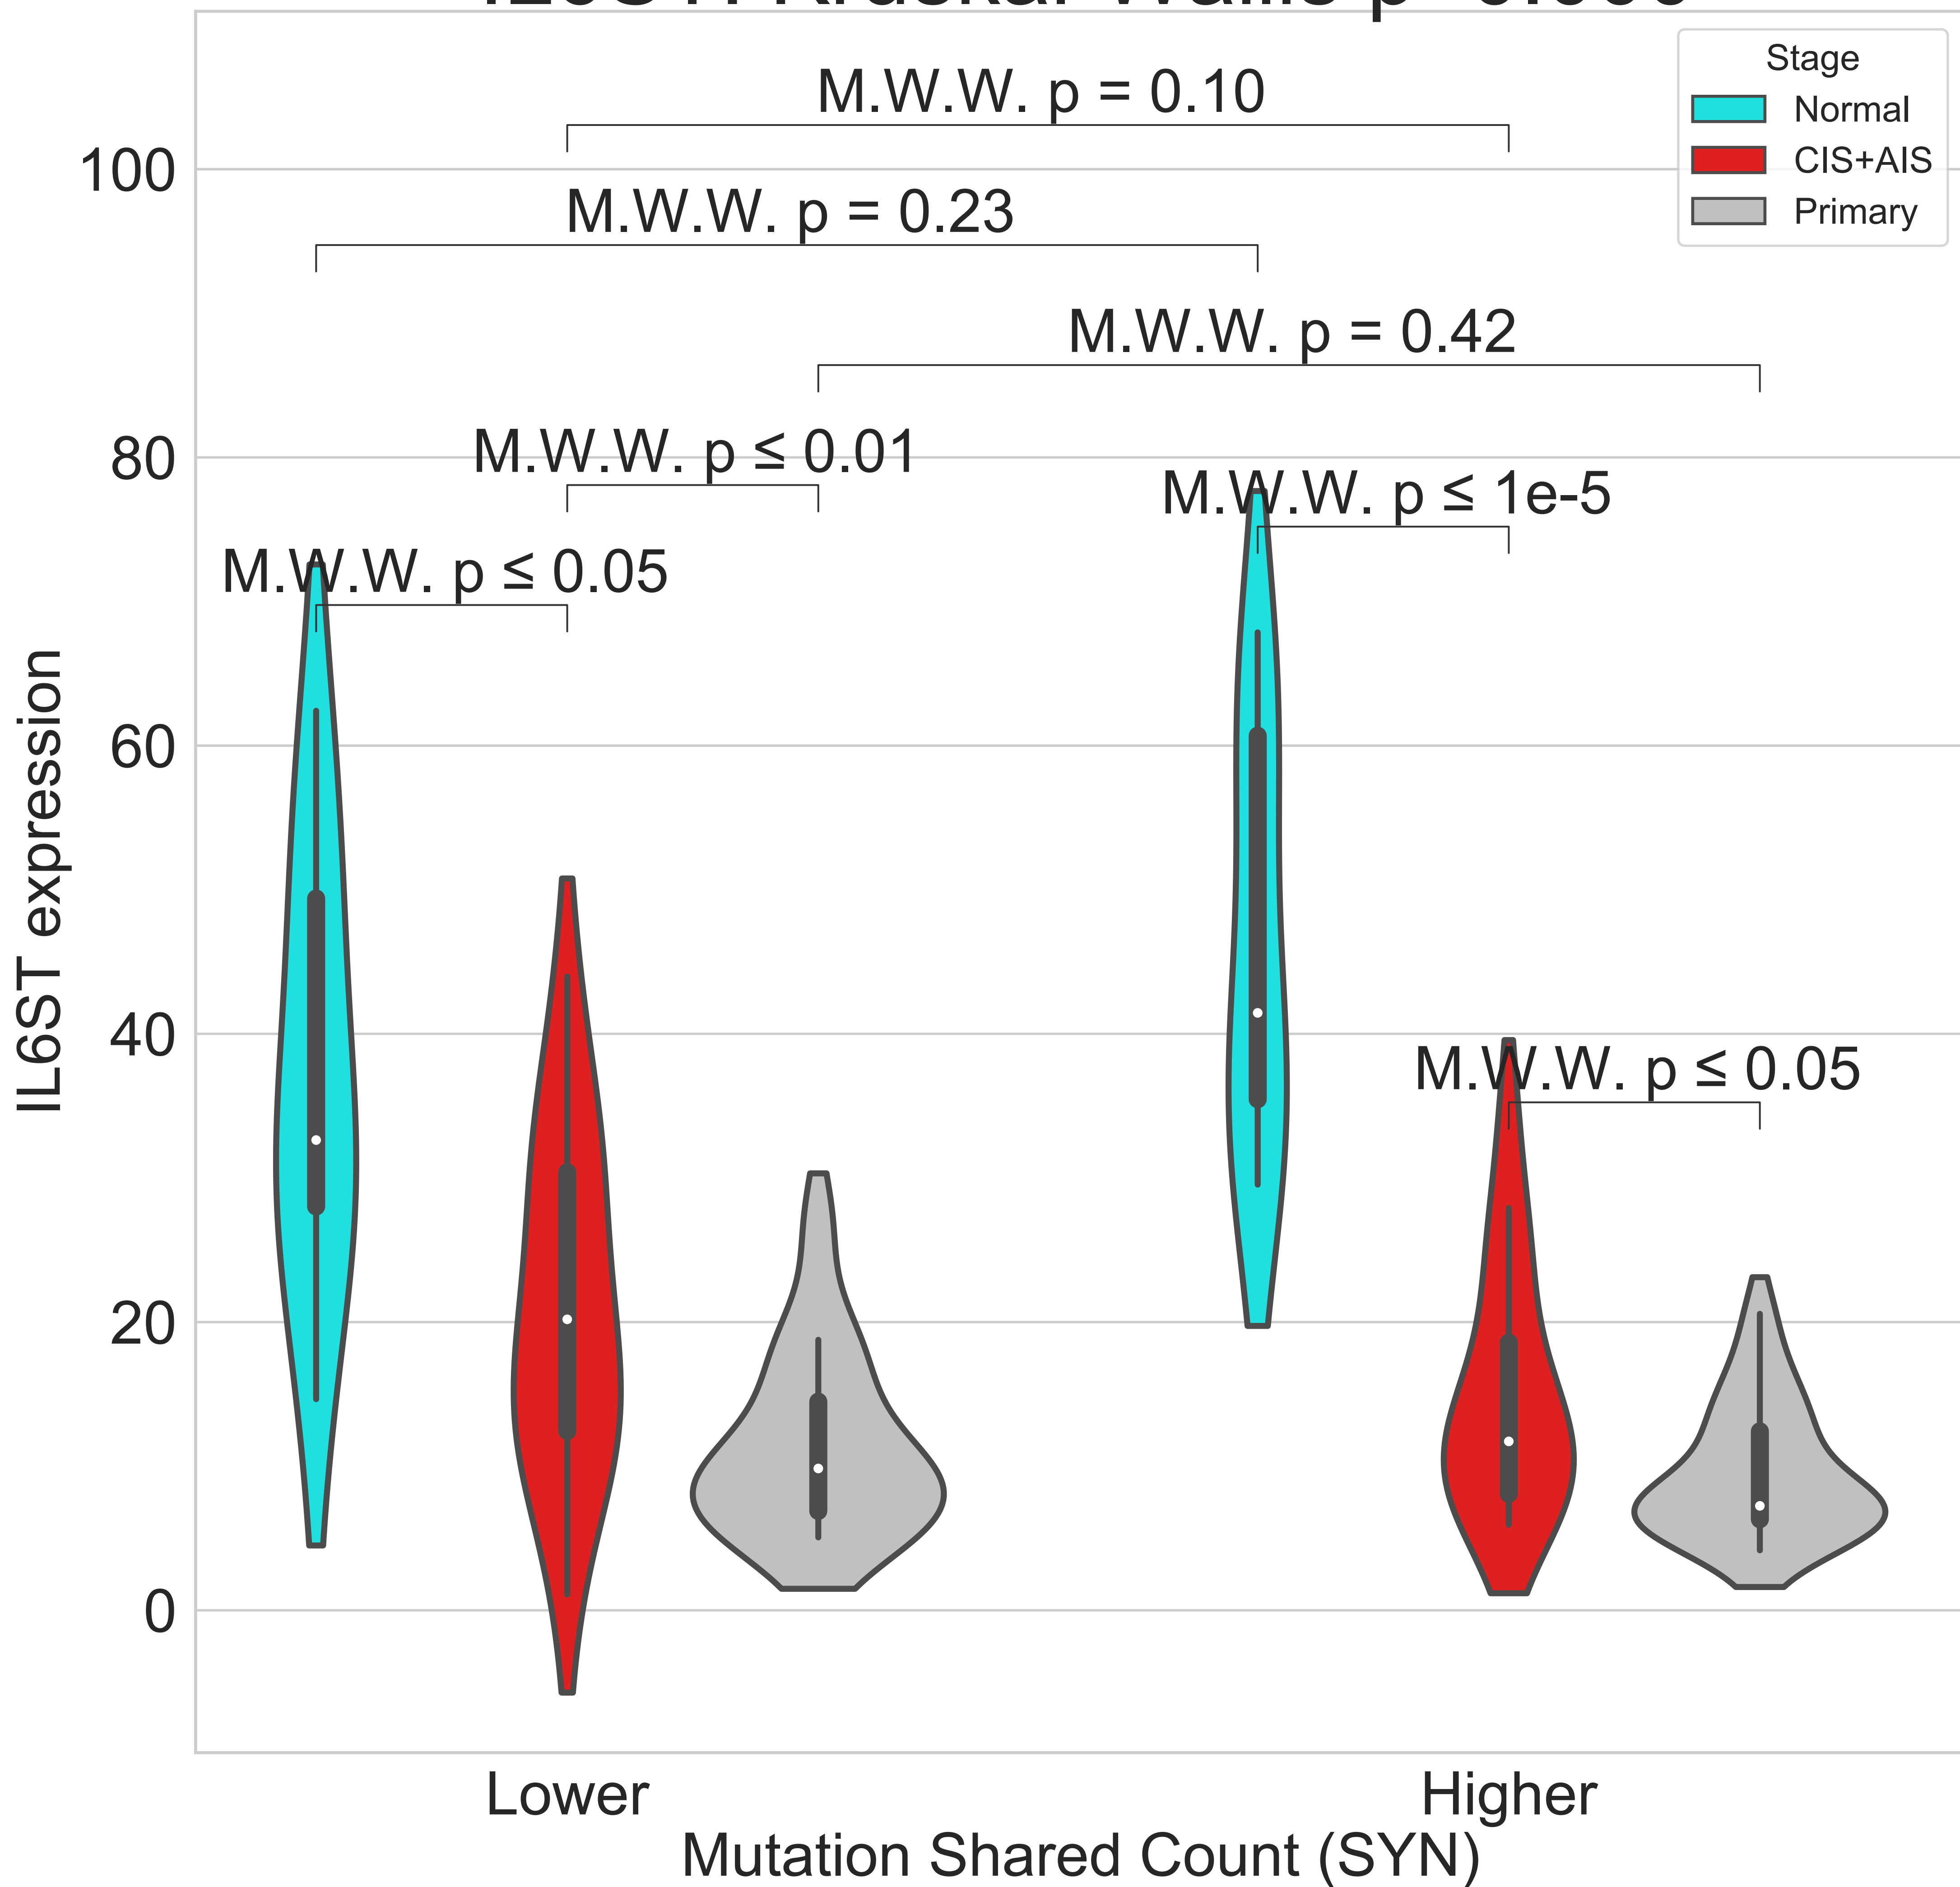 M.W.W. p = 0.10
Stage
Normal
CIS+AIS
Primary
100
M.W.W. p = 0.23
M.W.W. p = 0.42
80
M.W.W. p ≤ 0.01
M.W.W. p ≤ 1e-5
M.W.W. p ≤ 0.05
60
IL6ST expression
40
M.W.W. p ≤ 0.05
20
0
Lower
Higher
Mutation Shared Count (SYN)